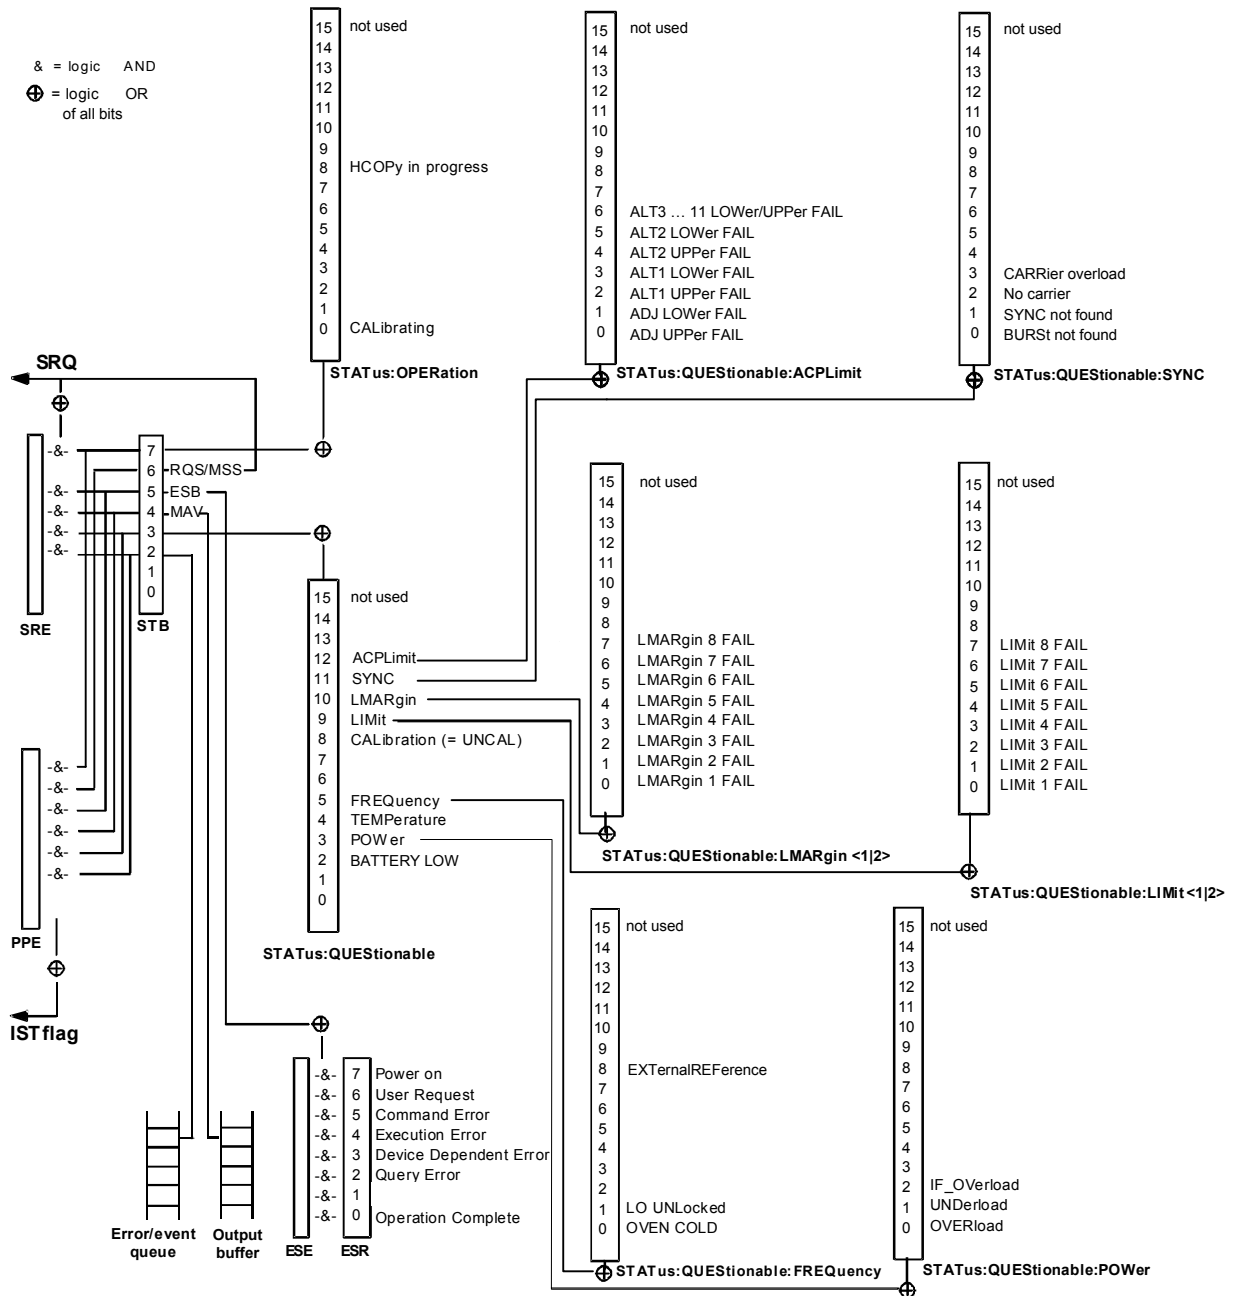 & = logic AND
⊕ = logic OR
of all bits
15 not used
14
13
12
11
10
9
8 HCOPy in progress
7
6
5
4
3
2
1
0 CALibrating
STATus:OPERation
15 not used
14
13
12
11
10
9
8
7
6 ALT3 ... 11 LOWer/UPPer FAIL
5 ALT2 LOWer FAIL
4 ALT2 UPPer FAIL
3 ALT1 LOWer FAIL
2 ALT1 UPPer FAIL
1 ADJ LOWer FAIL
0 ADJ UPPer FAIL
STATus:QUEStionable:ACPLimit
15 not used
14
13
12
11
10
9
8
7
6
5
4
3 CARRier overload
2 No carrier
1 SYNC not found
0 BURSt not found
STATus:QUEStionable:SYNC
SRQ
-&- 7
6 RQS/MSS
-&- 5 ESB
-&- 4 MAV
-&- 3
-&- 2
1
0
SRE
STB
15 not used
14
13
12 ACPLimit
11 SYNC
10 LMARgin
9 LIMit
8 CALibration (= UNCAL)
7
6
5 FREQuency
4 TEMPerature
3 POWer
2 BATTERY LOW
1
0
STATus:QUEStionable
15 not used
14
13
12
11
10
9
8
7 LMARgin 8 FAIL
6 LMARgin 7 FAIL
5 LMARgin 6 FAIL
4 LMARgin 5 FAIL
3 LMARgin 4 FAIL
2 LMARgin 3 FAIL
1 LMARgin 2 FAIL
0 LMARgin 1 FAIL
STATus:QUEStionable:LMARgin <1|2>
15 not used
14
13
12
11
10
9
8
7 LIMit 8 FAIL
6 LIMit 7 FAIL
5 LIMit 6 FAIL
4 LIMit 5 FAIL
3 LIMit 4 FAIL
2 LIMit 3 FAIL
1 LIMit 2 FAIL
0 LIMit 1 FAIL
STATus:QUEStionable:LIMit <1|2>
-&-
-&-
-&-
-&-
-&-
-&-
PPE
IST flag
-&- 7 Power on
-&- 6 User Request
-&- 5 Command Error
-&- 4 Execution Error
-&- 3 Device Dependent Error
-&- 2 Query Error
-&- 1
-&- 0 Operation Complete
ESE
ESR
Error/event
queue
Output
buffer
15 not used
14
13
12
11
10
9
8 EXTernalREFerence
7
6
5
4
3
2
1 LO UNLocked
0 OVEN COLD
STATus:QUEStionable:FREQuency
15 not used
14
13
12
11
10
9
8
7
6
5
4
3
2 IF_OVerload
1 UNDerload
0 OVERload
STATus:QUEStionable:POWer